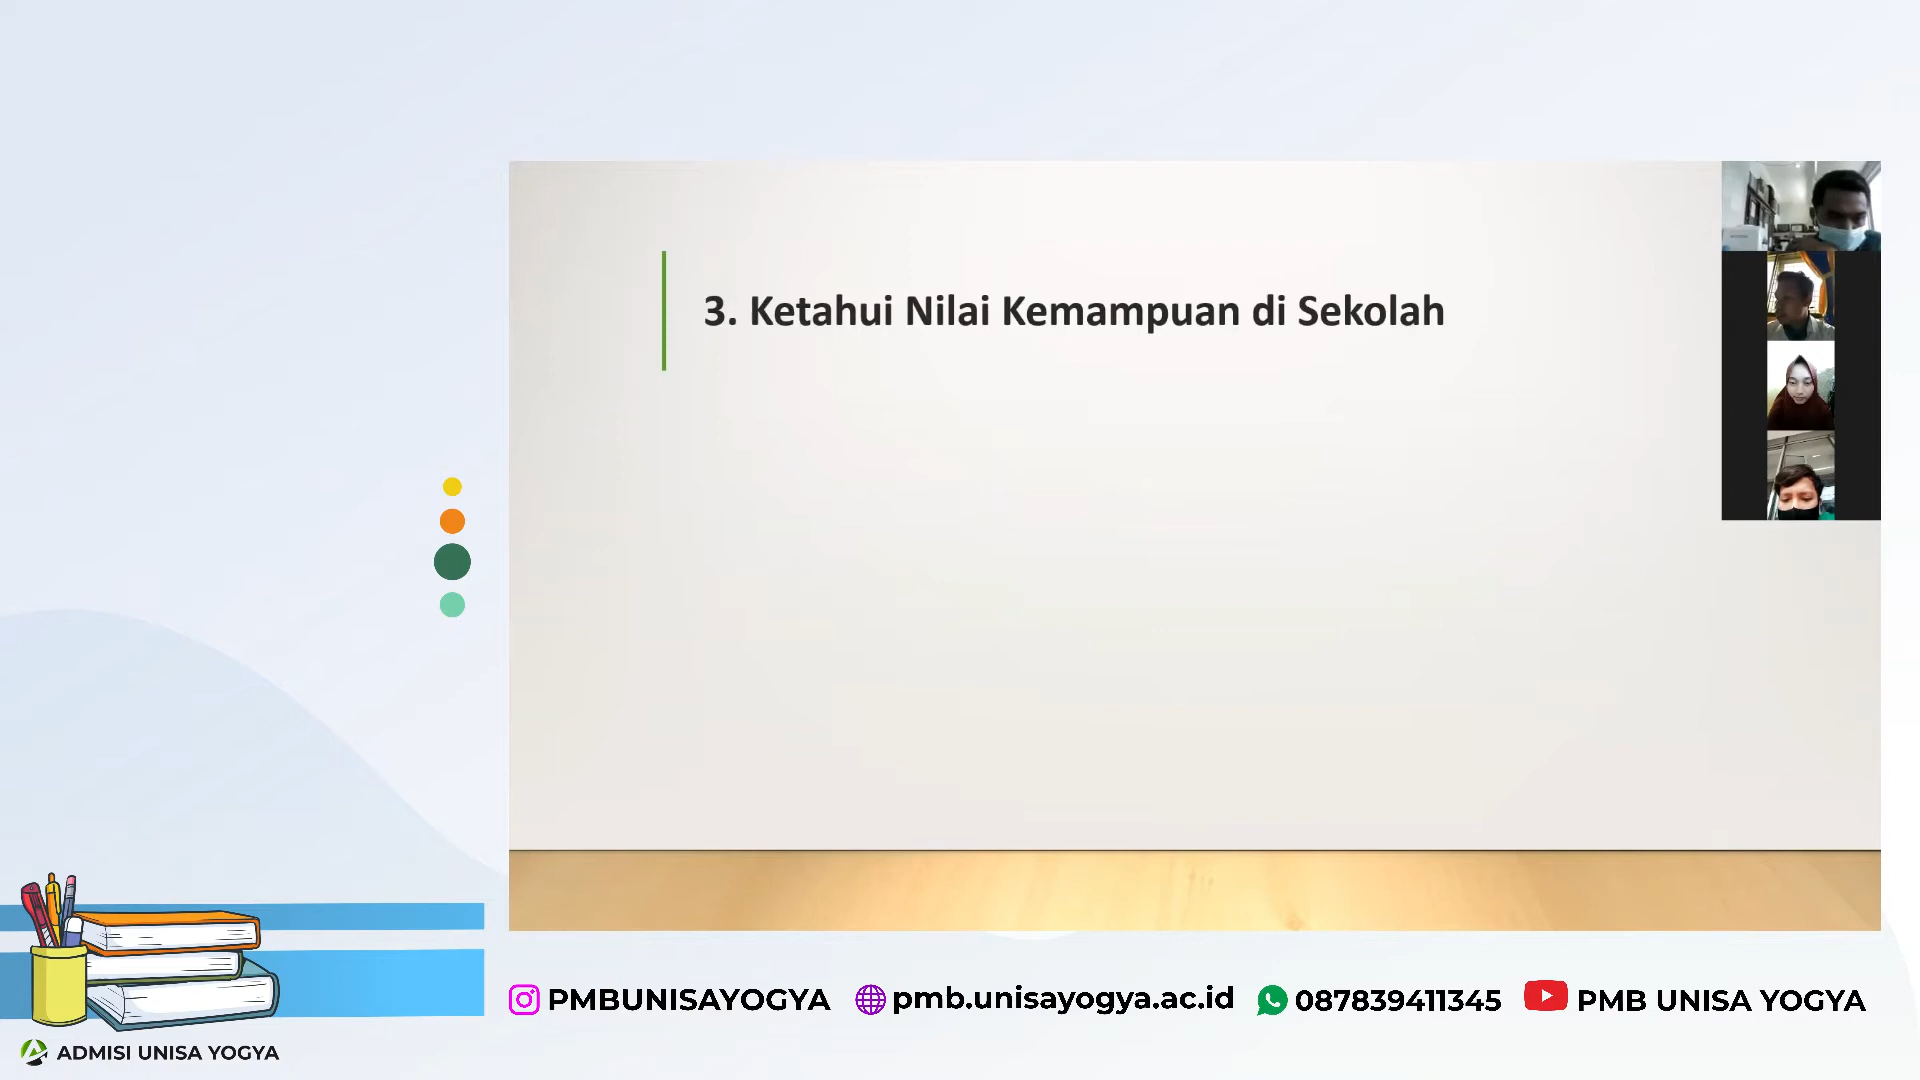 3. Ketahui Nilai Kemampuan di Sekolah
PMBUNISAYOGYA pmb.unisayogya.ac.id 087839411345 PMB UNISA YOGYA
ADMISI UNISA YOGYA